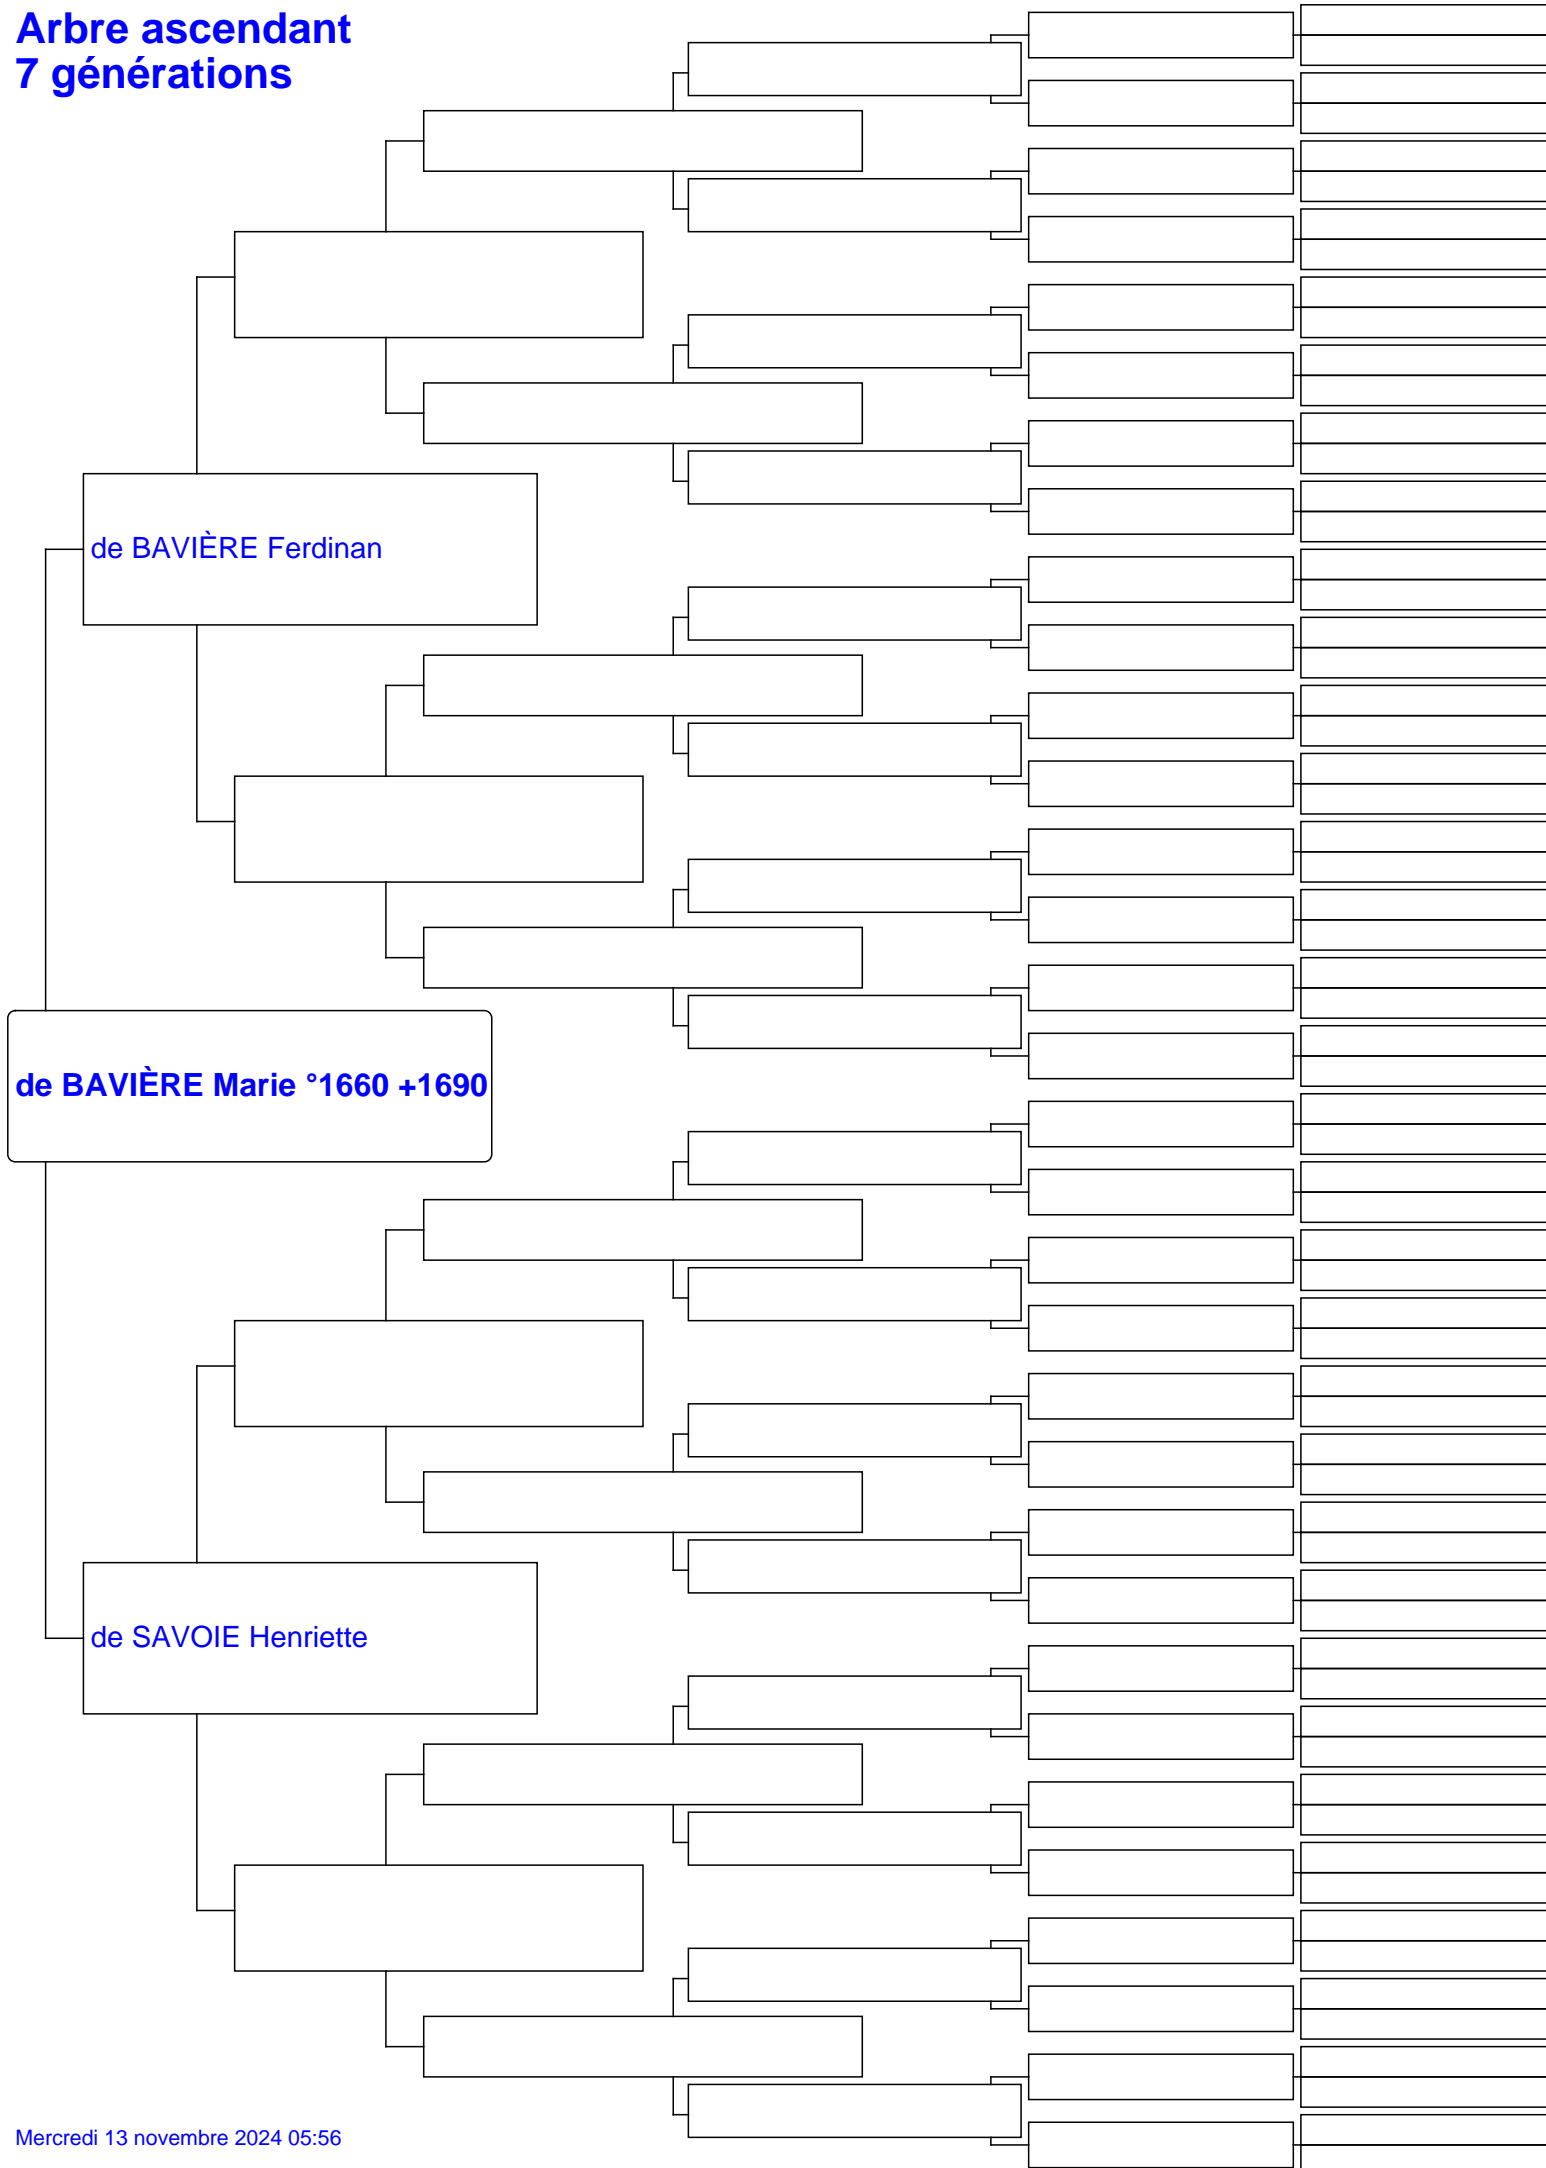 Arbre ascendant
7 générations
de BAVIÈRE Ferdinan
de BAVIÈRE Marie °1660 +1690
de SAVOIE Henriette
Mercredi 13 novembre 2024 05:56